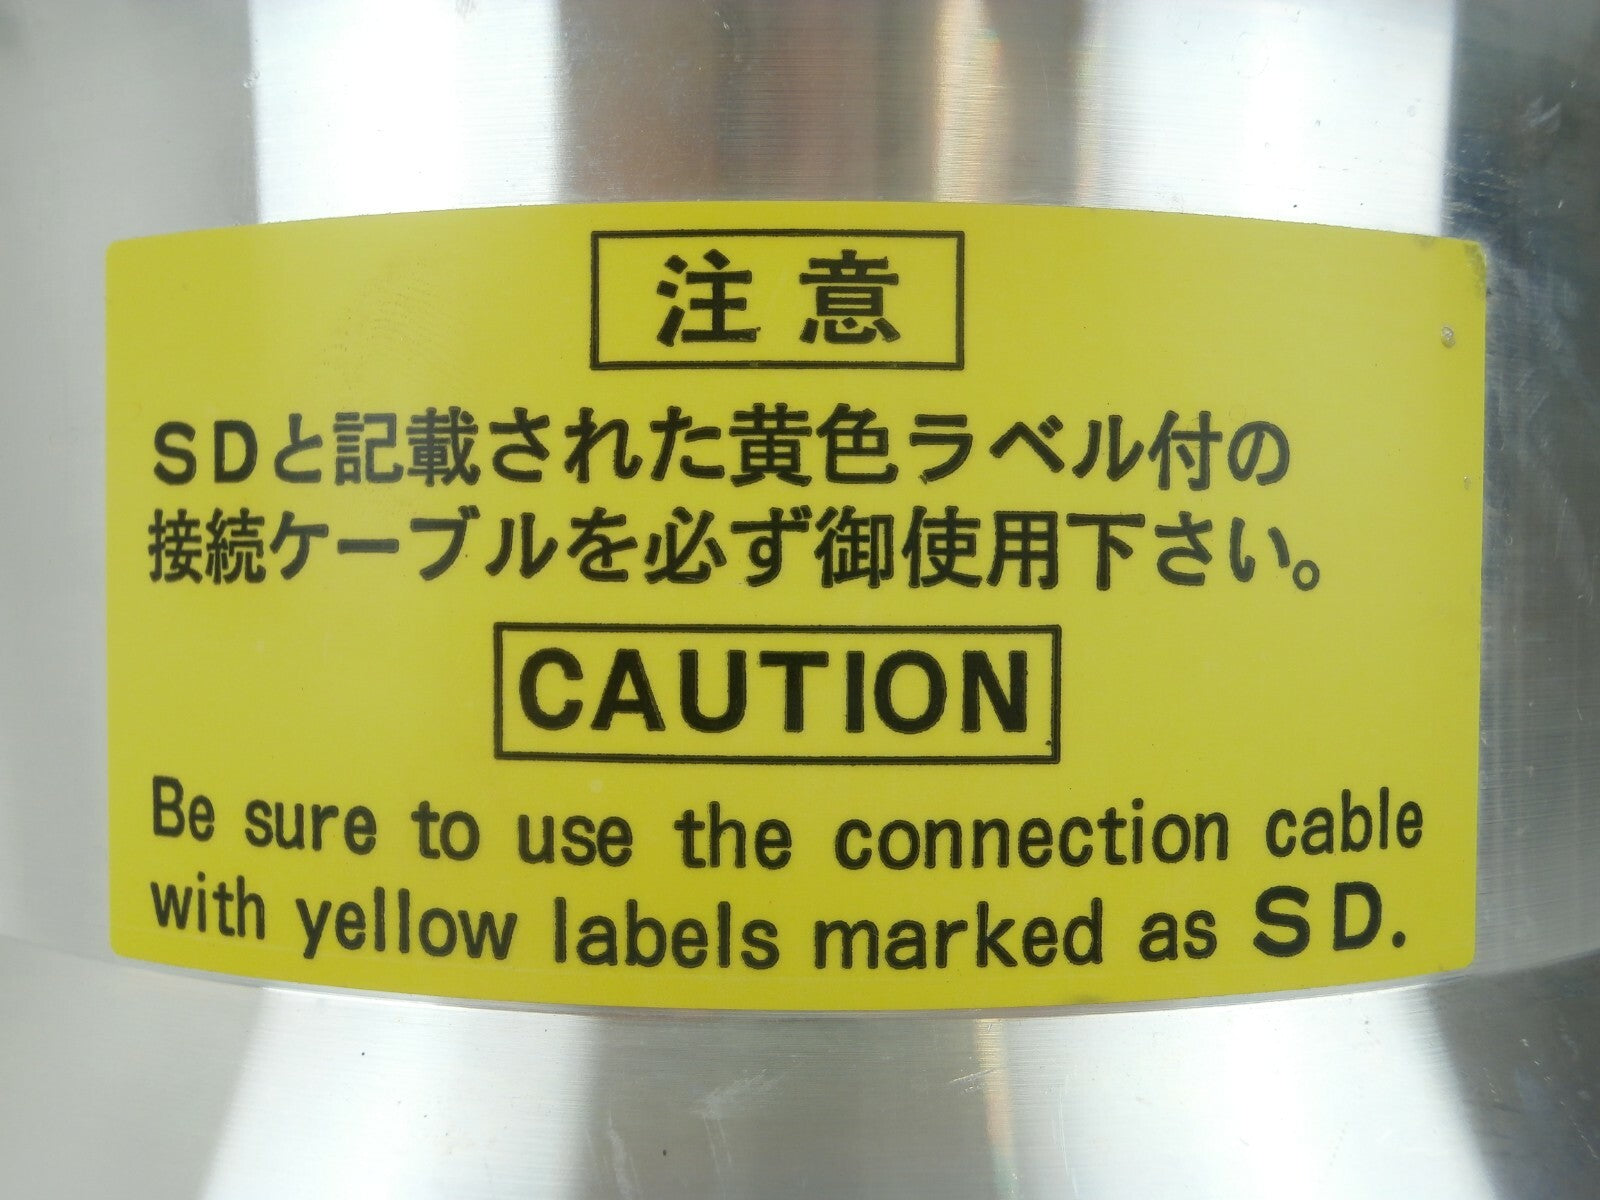 注意
SDと記載された黄色ラベル付の
接続ケーブルを必ず御使用下さい。
CAUTION
Be sure to use the connection cable
with yellow labels marked as SD.